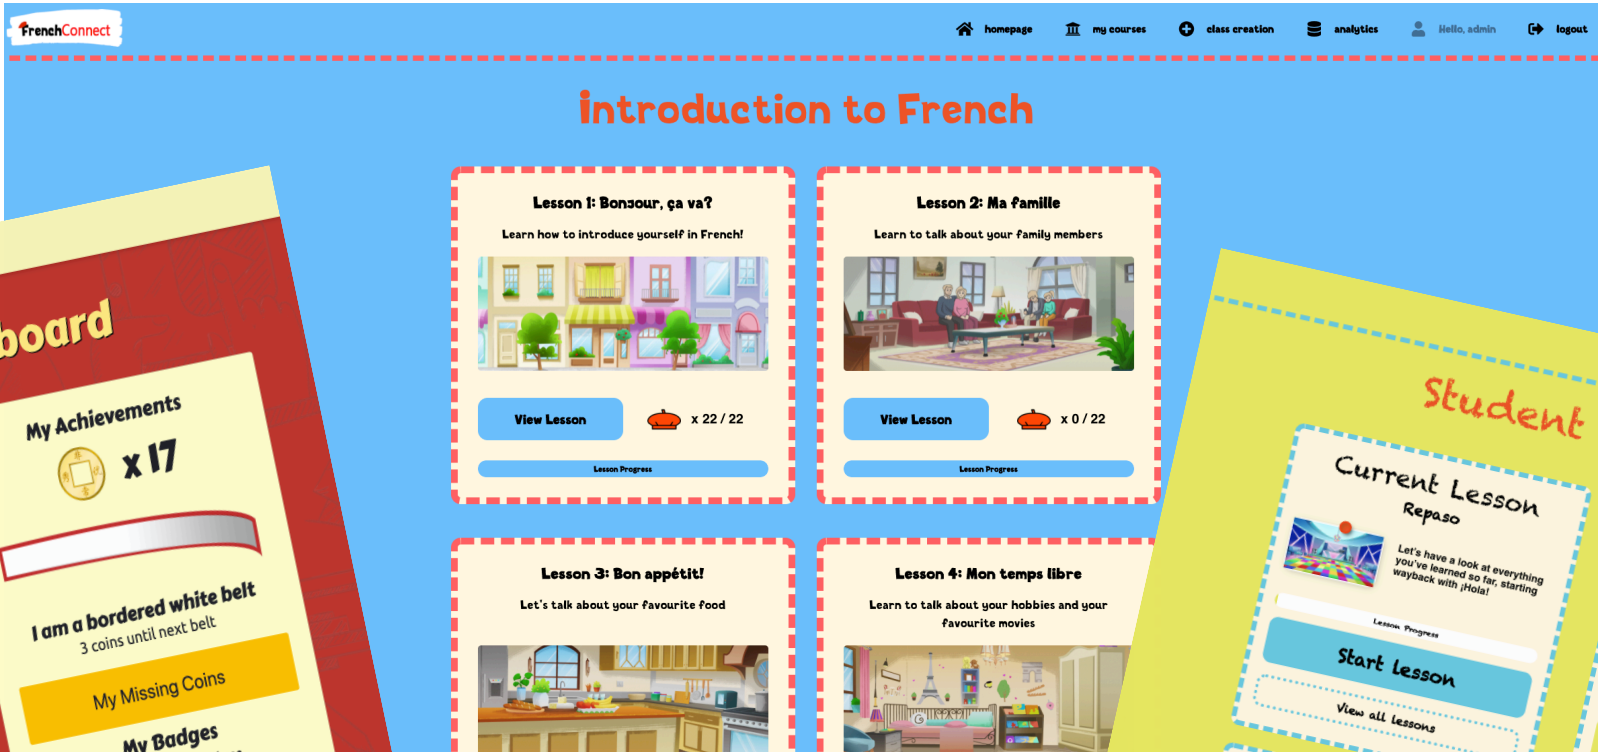 FrenchConnect
homepage
my courses
class creation
analytics
Hello, admin
logout
Introduction to French
Lesson 1: Bonjour, ça va?
Learn how to introduce yourself in French!
View Lesson
x 22 / 22
Lesson Progress
Lesson 2: Ma famille
Learn to talk about your family members
View Lesson
x 0 / 22
Lesson Progress
Lesson 3: Bon appétit!
Let's talk about your favourite food
Lesson 4: Mon temps libre
Learn to talk about your hobbies and your
favourite movies
board
My Achievements
x 17
I am a bordered white belt
3 coins until next belt
My Missing Coins
My Badges
Student
Current Lesson
Repaso
Let's have a look at everything
you've learned so far, starting
wayback with ¡Hola!
Lesson Progress
Start Lesson
View all lessons